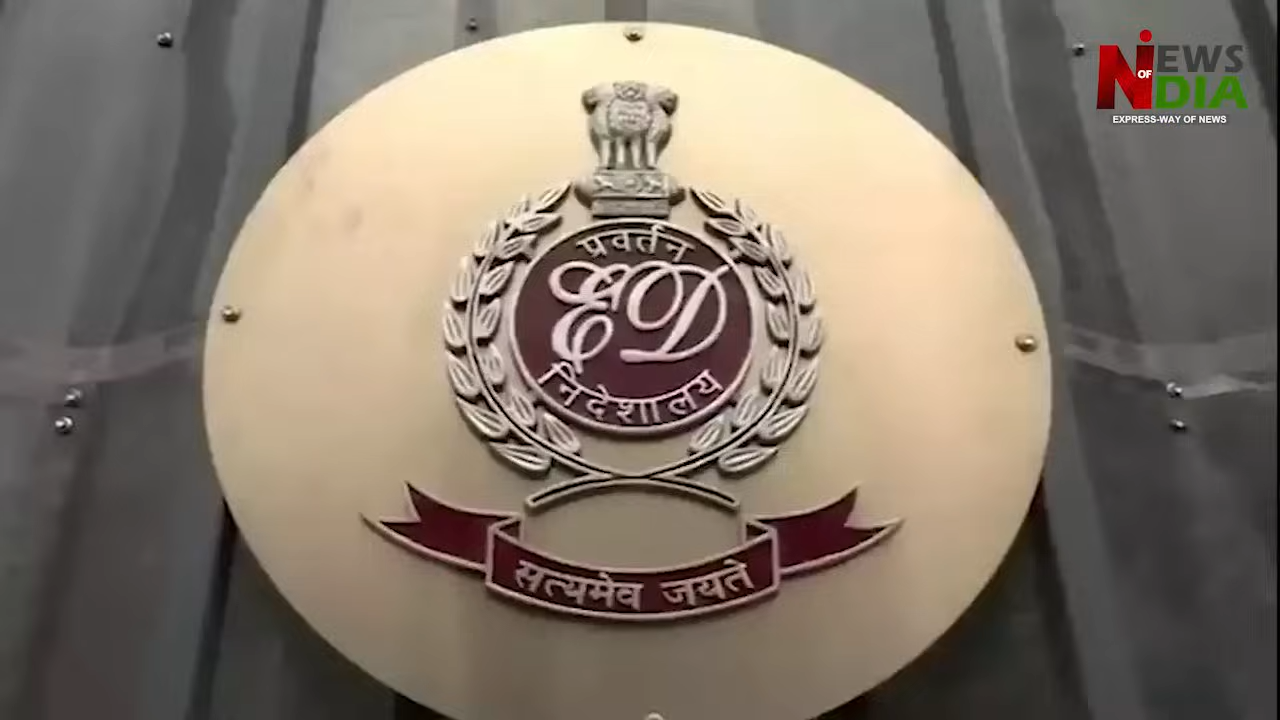 NEWS
OF
INDIA
EXPRESS-WAY OF NEWS
प्रवर्तन
ED
निदेशालय
सत्यमेव जयते